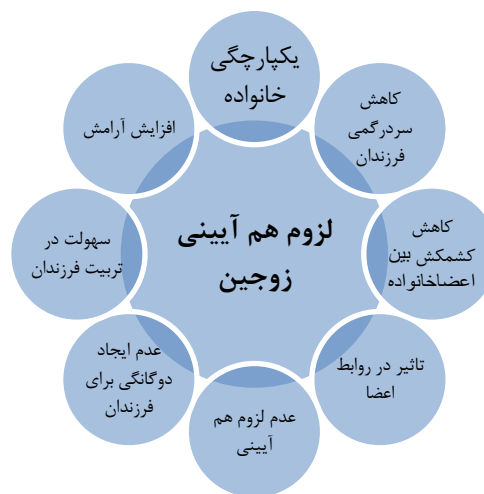 یکپارچگی
خانواده
کاهش
سردرگمی
فرزندان
کاهش
کشمکش بین
اعضاخانواده
تاثیر در روابط
اعضا
عدم لزوم هم
آیینی
عدم ایجاد
دوگانگی برای
فرزندان
سهولت در
تربیت فرزندان
افزایش آرامش
لزوم هم آیینی
زوجین